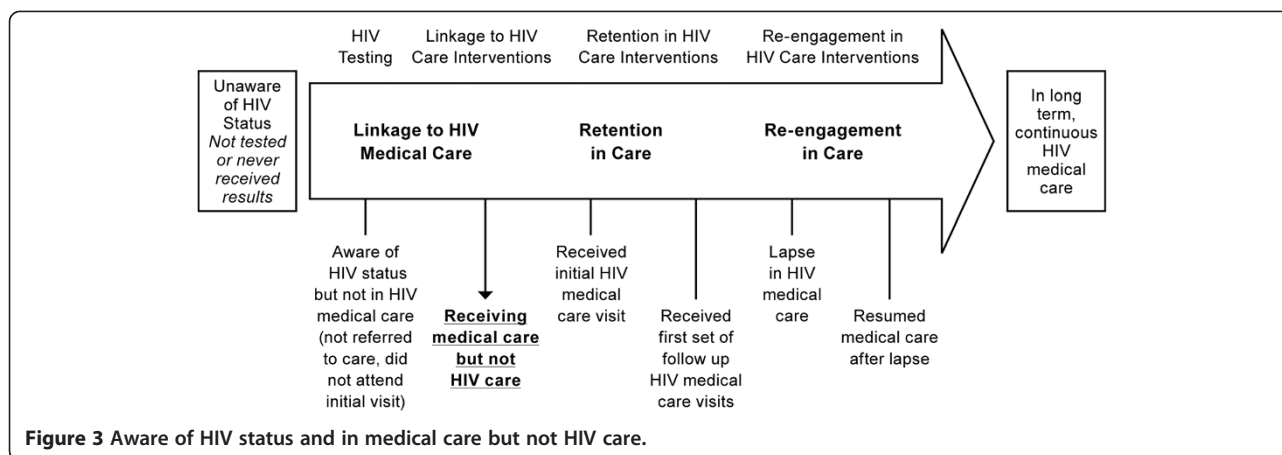 HIV
Testing
Linkage to HIV
Care Interventions
Retention in HIV
Care Interventions
Re-engagement in
HIV Care Interventions
Unaware
of HIV
Status
Not tested
or never
received
results
Linkage to HIV
Medical Care
Retention
in Care
Re-engagement
in Care
In long
term,
continuous
HIV
medical
care
Aware of
HIV status
but not in HIV
medical care
(not referred
to care, did
not attend
initial visit)
Receiving
medical care
but not
HIV care
Received
initial HIV
medical
care visit
Received
first set of
follow up
HIV medical
care visits
Lapse
in HIV
medical
care
Resumed
medical care
after lapse
Figure 3 Aware of HIV status and in medical care but not HIV care.